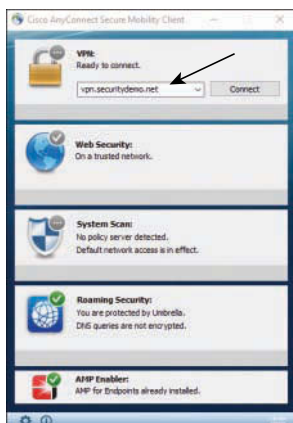 Cisco AnyConnect Secure Mobility Client
VPN:
Ready to connect.
vpn.securitydemo.net
Connect
Web Security:
On a trusted network.
System Scan:
No policy server detected.
Default network access is in effect.
Roaming Security:
You are protected by Umbrella.
DNS queries are not encrypted.
AMP Enabler:
AMP for Endpoints already installed.